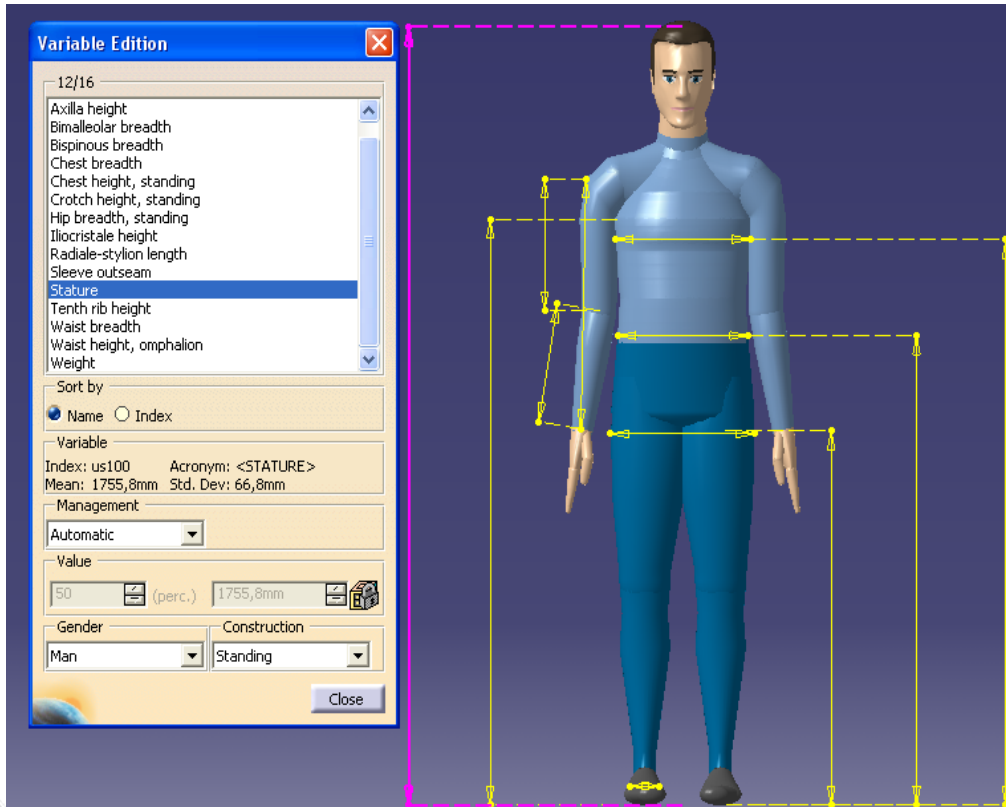 Variable Edition
12/16
Axilla height
Bimalleolar breadth
Bispinous breadth
Chest breadth
Chest height, standing
Crotch height, standing
Hip breadth, standing
Iliocristale height
Radiale-stylion length
Sleeve outseam
Stature
Tenth rib height
Waist breadth
Waist height, omphalion
Weight
Sort by
Name Index
Variable
Index: us100 Acronym: <STATURE>
Mean: 1755,8mm Std. Dev: 66,8mm
Management
Automatic
Value
50 (perc.) 1755,8mm
Gender Construction
Man Standing
Close